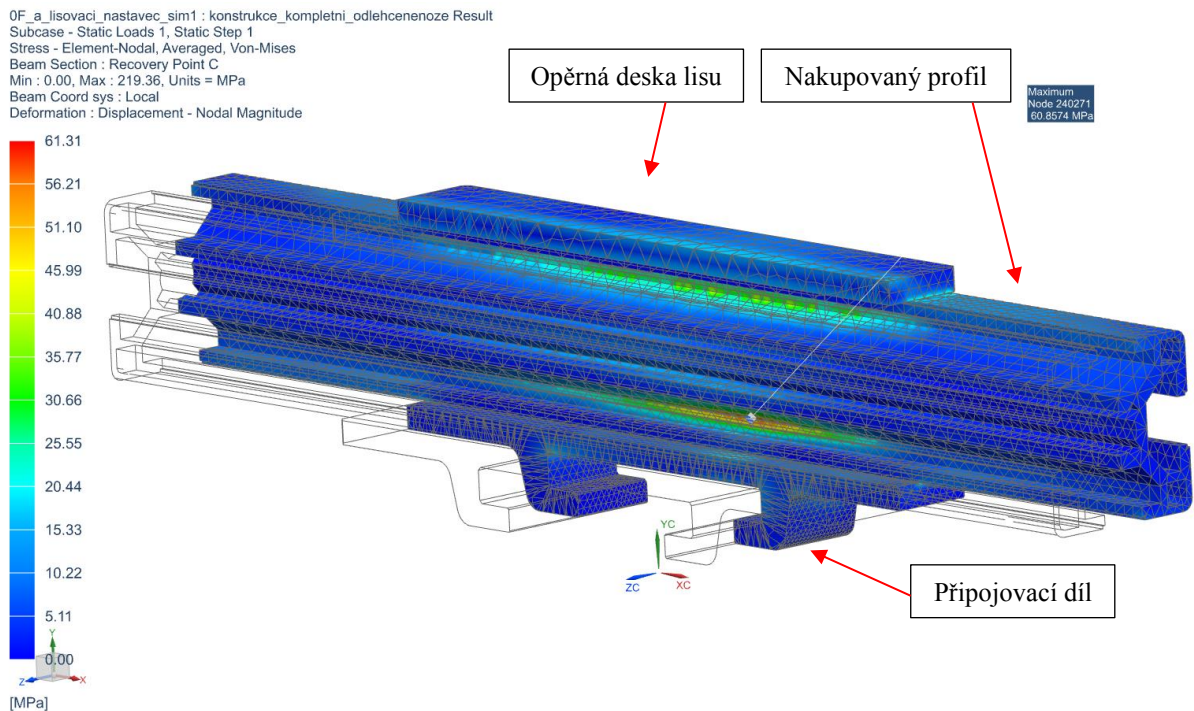 0F_a_lisovaci_nastavec_sim1 : konstrukce_kompletni_odlehcenenoze Result
Subcase - Static Loads 1, Static Step 1
Stress - Element-Nodal, Averaged, Von-Mises
Beam Section : Recovery Point C
Min : 0.00, Max : 219.36, Units = MPa
Beam Coord sys : Local
Deformation : Displacement - Nodal Magnitude
Opěrná deska lisu
Nakupovaný profil
Maximum
Node 240271
60.8574 MPa
61.31
56.21
51.10
45.99
40.88
35.77
30.66
25.55
20.44
15.33
10.22
5.11
0.00
[MPa]
YC
ZC
XC
Připojovací díl
Y
Z
X